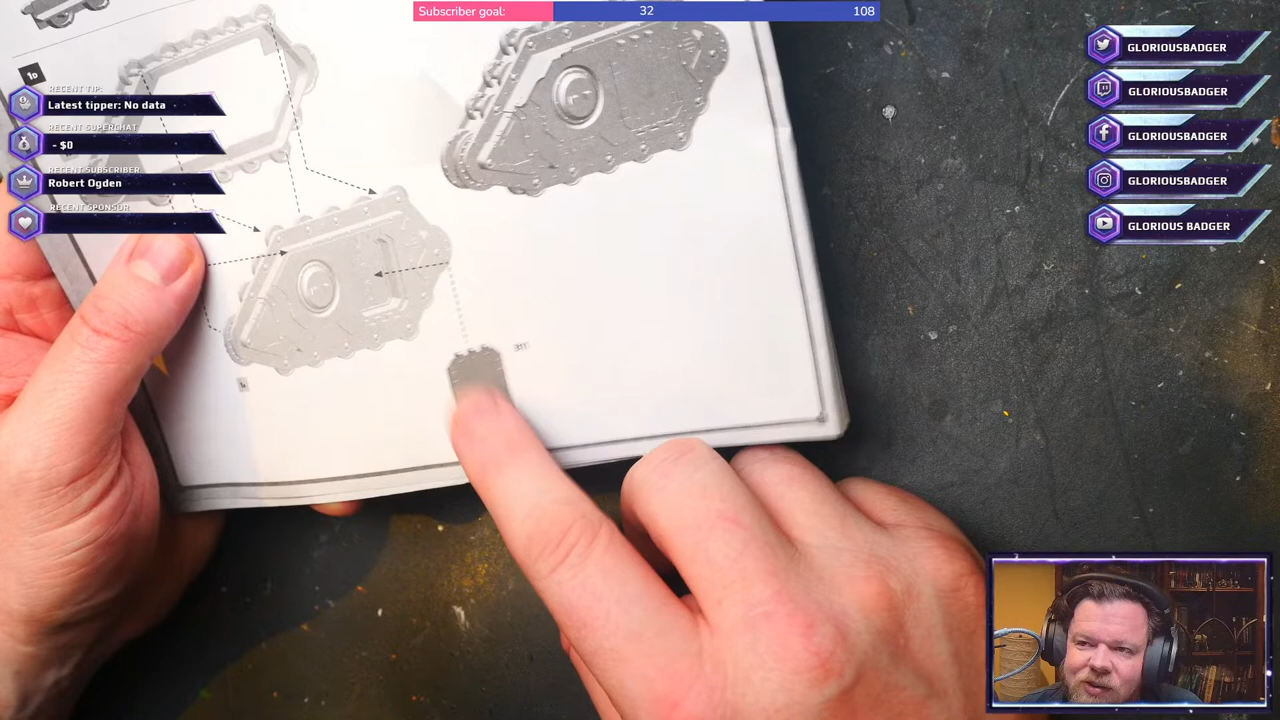 Subscriber goal: 32 108
RECENT TIP:
Latest tipper: No data
RECENT SUPERCHAT
- $0
RECENT SUBSCRIBER
Robert Ogden
RECENT SPONSOR
GLORIOUSBADGER
GLORIOUSBADGER
GLORIOUSBADGER
GLORIOUSBADGER
GLORIOUS BADGER